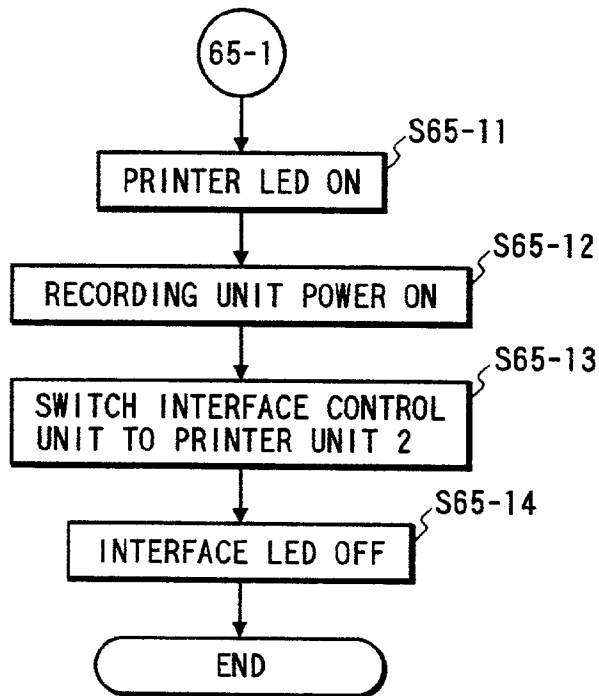 65-1
S65-11
PRINTER LED ON
S65-12
RECORDING UNIT POWER ON
S65-13
SWITCH INTERFACE CONTROL
UNIT TO PRINTER UNIT 2
S65-14
INTERFACE LED OFF
END